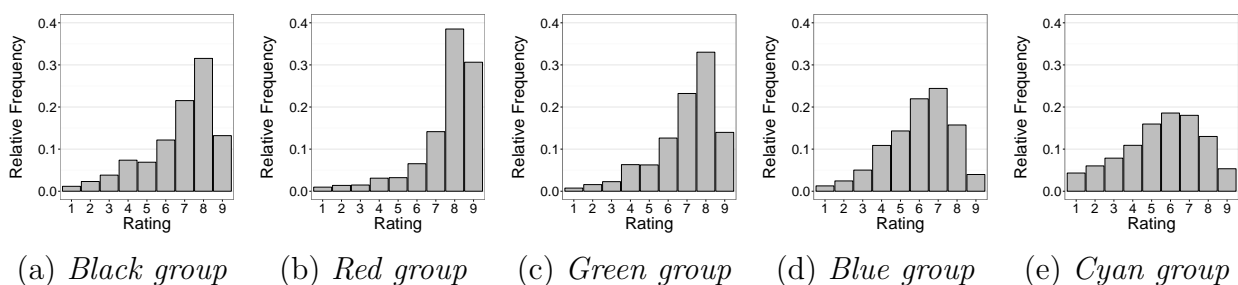 0.4 0.4 0.4 0.4 0.4
0.3 0.3 0.3 0.3 0.3
0.2 0.2 0.2 0.2 0.2
0.1 0.1 0.1 0.1 0.1
0.0 0.0 0.0 0.0 0.0
Relative Frequency Relative Frequency Relative Frequency Relative Frequency Relative Frequency
1 2 3 4 5 6 7 8 9 1 2 3 4 5 6 7 8 9 1 2 3 4 5 6 7 8 9 1 2 3 4 5 6 7 8 9 1 2 3 4 5 6 7 8 9
Rating Rating Rating Rating Rating
(a) Black group (b) Red group (c) Green group (d) Blue group (e) Cyan group